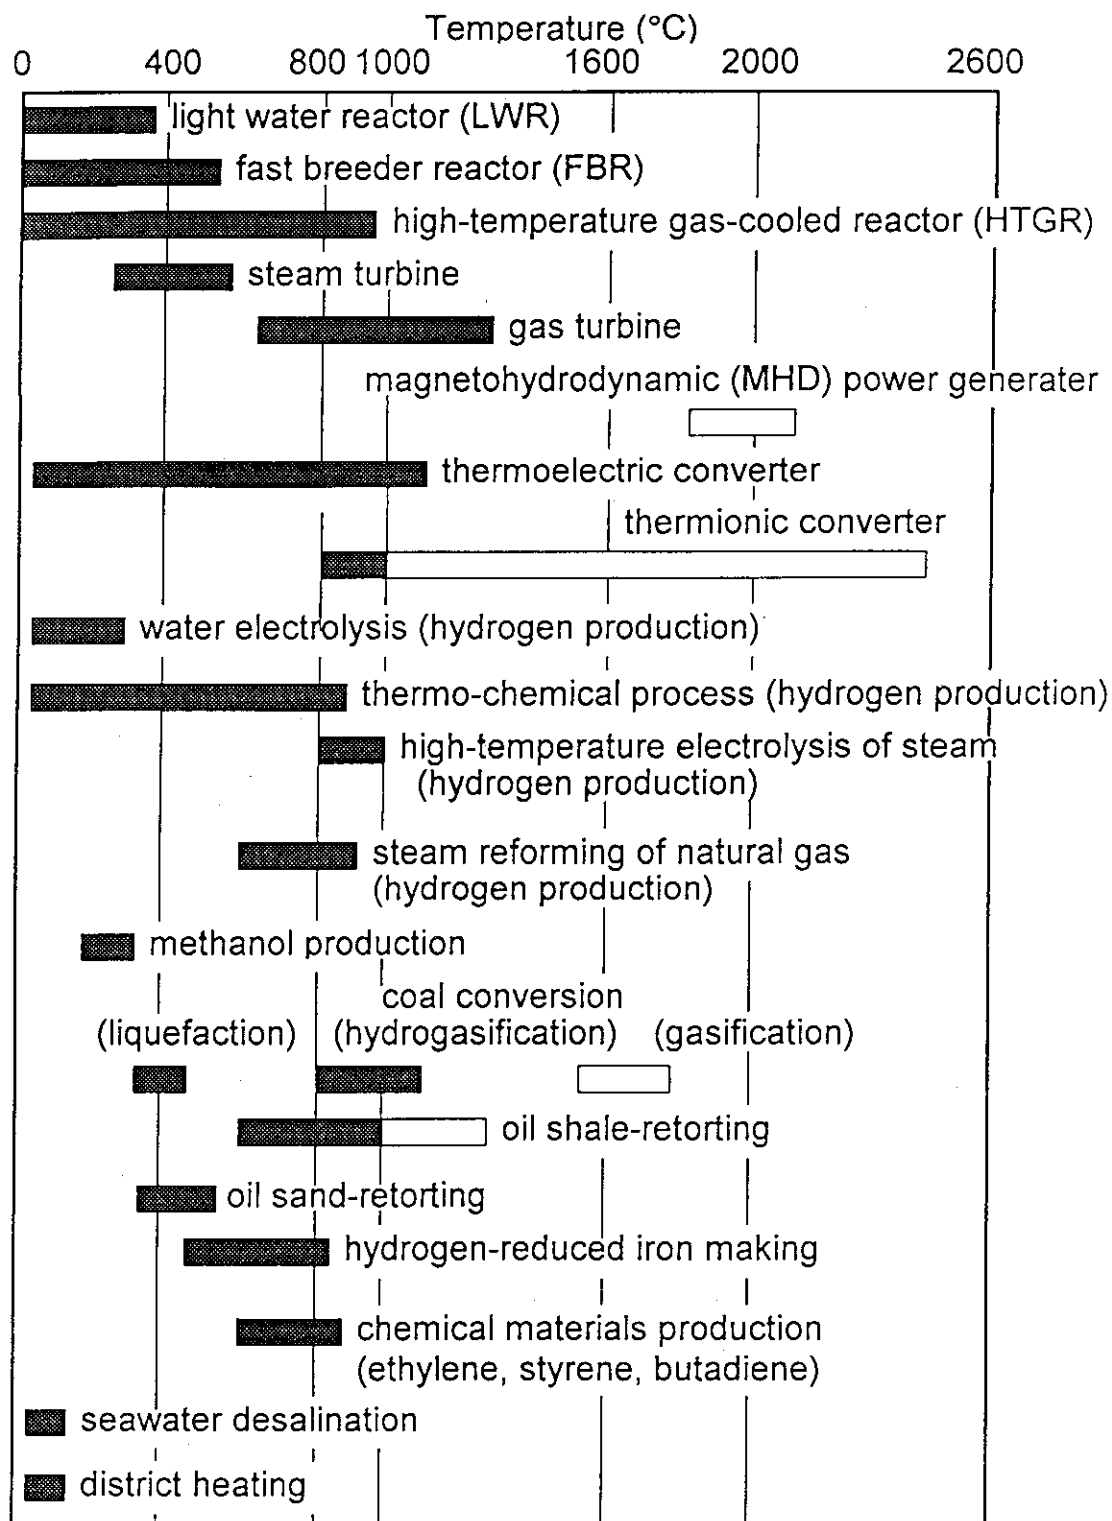 Temperature (°C)
0 400 800 1000 1600 2000 2600
light water reactor (LWR)
fast breeder reactor (FBR)
high-temperature gas-cooled reactor (HTGR)
steam turbine
gas turbine
magnetohydrodynamic (MHD) power generater
thermoelectric converter
thermionic converter
water electrolysis (hydrogen production)
thermo-chemical process (hydrogen production)
high-temperature electrolysis of steam
(hydrogen production)
steam reforming of natural gas
(hydrogen production)
methanol production
coal conversion
(liquefaction) (hydrogasification) (gasification)
oil shale-retorting
oil sand-retorting
hydrogen-reduced iron making
chemical materials production
(ethylene, styrene, butadiene)
seawater desalination
district heating